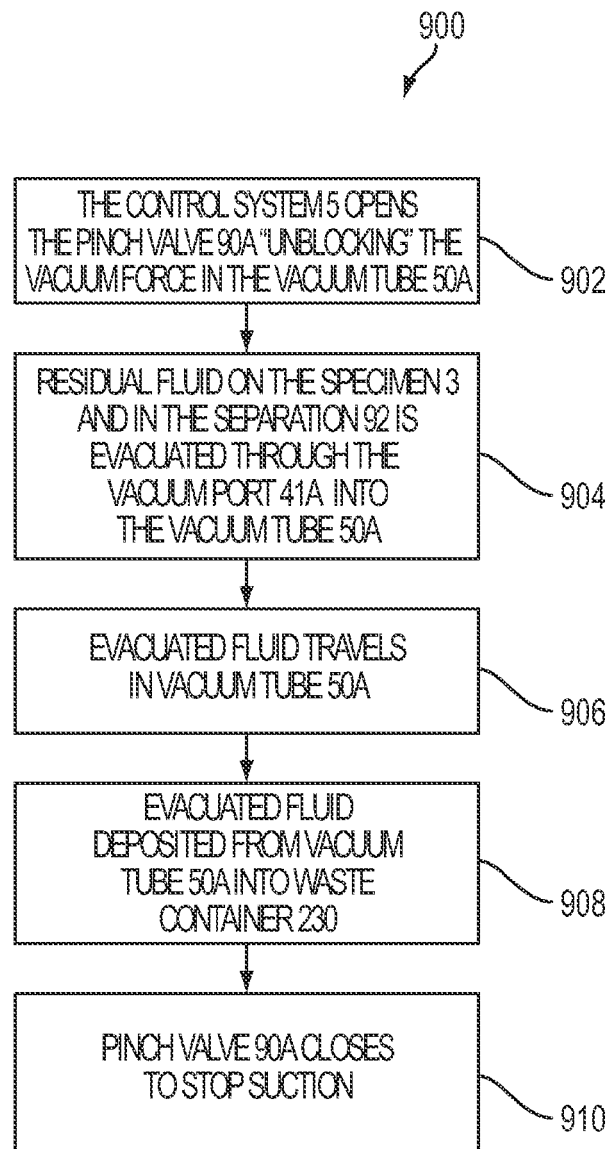 900
THE CONTROL SYSTEM 5 OPENS
THE PINCH VALVE 90A "UNBLOCKING" THE
VACUUM FORCE IN THE VACUUM TUBE 50A
902
RESIDUAL FLUID ON THE SPECIMEN 3
AND IN THE SEPARATION 92 IS
EVACUATED THROUGH THE
VACUUM PORT 41A INTO
THE VACUUM TUBE 50A
904
EVACUATED FLUID TRAVELS
IN VACUUM TUBE 50A
906
EVACUATED FLUID
DEPOSITED FROM VACUUM
TUBE 50A INTO WASTE
CONTAINER 230
908
PINCH VALVE 90A CLOSES
TO STOP SUCTION
910